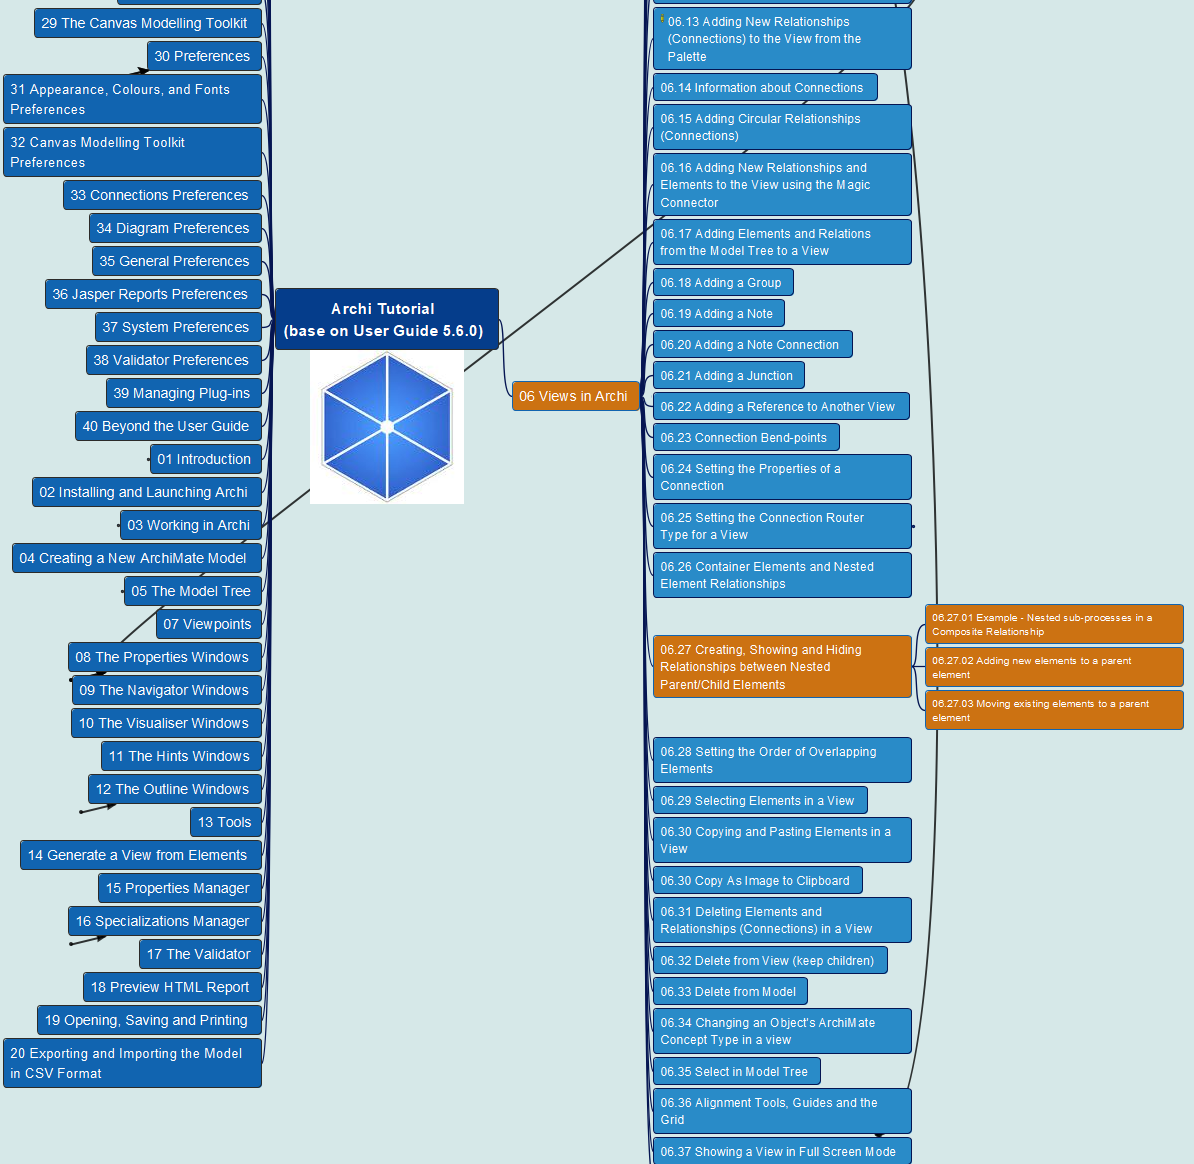 29 The Canvas Modelling Toolkit
30 Preferences
31 Appearance, Colours, and Fonts
Preferences
32 Canvas Modelling Toolkit
Preferences
33 Connections Preferences
34 Diagram Preferences
35 General Preferences
36 Jasper Reports Preferences
37 System Preferences
38 Validator Preferences
39 Managing Plug-ins
40 Beyond the User Guide
01 Introduction
02 Installing and Launching Archi
03 Working in Archi
04 Creating a New ArchiMate Model
05 The Model Tree
07 Viewpoints
08 The Properties Windows
09 The Navigator Windows
10 The Visualiser Windows
11 The Hints Windows
12 The Outline Windows
13 Tools
14 Generate a View from Elements
15 Properties Manager
16 Specializations Manager
17 The Validator
18 Preview HTML Report
19 Opening, Saving and Printing
20 Exporting and Importing the Model
in CSV Format
Archi Tutorial
(base on User Guide 5.6.0)
06 Views in Archi
06.13 Adding New Relationships
(Connections) to the View from the
Palette
06.14 Information about Connections
06.15 Adding Circular Relationships
(Connections)
06.16 Adding New Relationships and
Elements to the View using the Magic
Connector
06.17 Adding Elements and Relations
from the Model Tree to a View
06.18 Adding a Group
06.19 Adding a Note
06.20 Adding a Note Connection
06.21 Adding a Junction
06.22 Adding a Reference to Another View
06.23 Connection Bend-points
06.24 Setting the Properties of a
Connection
06.25 Setting the Connection Router
Type for a View
06.26 Container Elements and Nested
Element Relationships
06.27 Creating, Showing and Hiding
Relationships between Nested
Parent/Child Elements
06.27.01 Example - Nested sub-processes in a
Composite Relationship
06.27.02 Adding new elements to a parent
element
06.27.03 Moving existing elements to a parent
element
06.28 Setting the Order of Overlapping
Elements
06.29 Selecting Elements in a View
06.30 Copying and Pasting Elements in a
View
06.30 Copy As Image to Clipboard
06.31 Deleting Elements and
Relationships (Connections) in a View
06.32 Delete from View (keep children)
06.33 Delete from Model
06.34 Changing an Object's ArchiMate
Concept Type in a view
06.35 Select in Model Tree
06.36 Alignment Tools, Guides and the
Grid
06.37 Showing a View in Full Screen Mode